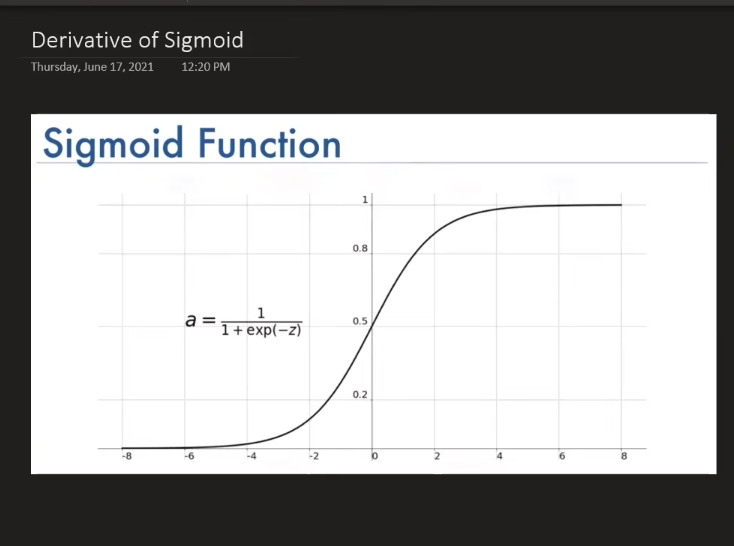 Derivative of Sigmoid
Thursday, June 17, 2021 12:20 PM
Sigmoid Function
1
0.8
a = 1 / 1 + exp(−z)
0.5
0.2
-8 -6 -4 -2 0 2 4 6 8